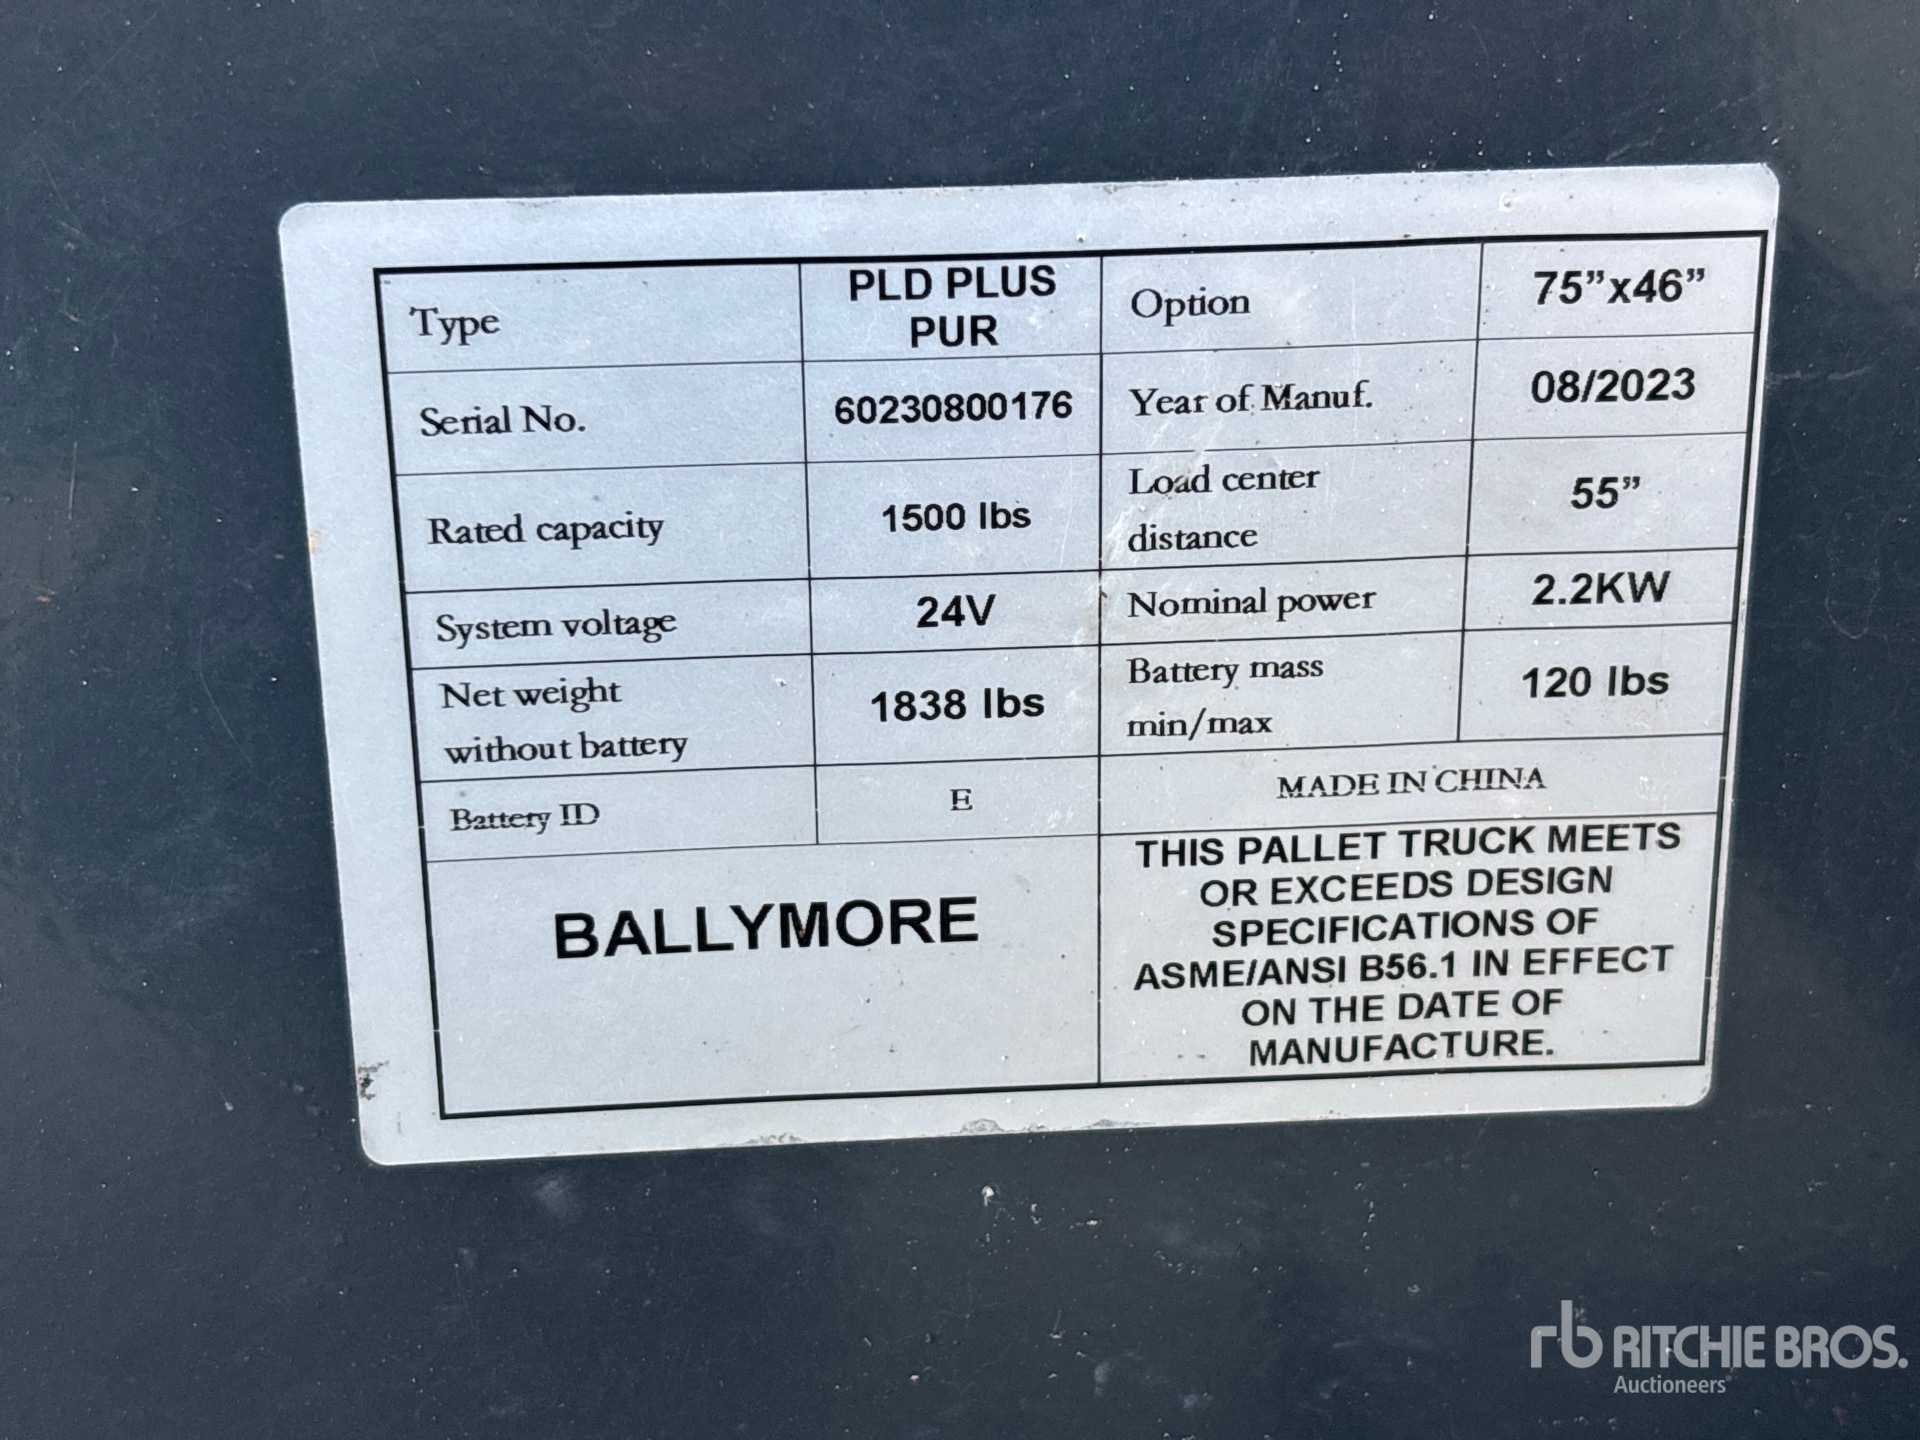 Type PLD PLUS PUR Option 75”x46”
Serial No. 60230800176 Year of Manuf. 08/2023
Rated capacity 1500 lbs Load center distance 55”
System voltage 24V Nominal power 2.2KW
Net weight without battery 1838 lbs Battery mass min/max 120 lbs
Battery ID E MADE IN CHINA
BALLYMORE
THIS PALLET TRUCK MEETS
OR EXCEEDS DESIGN
SPECIFICATIONS OF
ASME/ANSI B56.1 IN EFFECT
ON THE DATE OF
MANUFACTURE.
rb RITCHIE BROS.
Auctioneers®